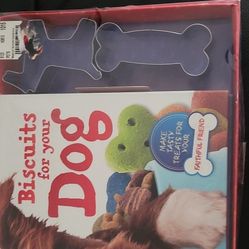 Biscuits
for your
Dog
MAKE
TASTY
TREATS FOR
YOUR
FAITHFUL FRIEND